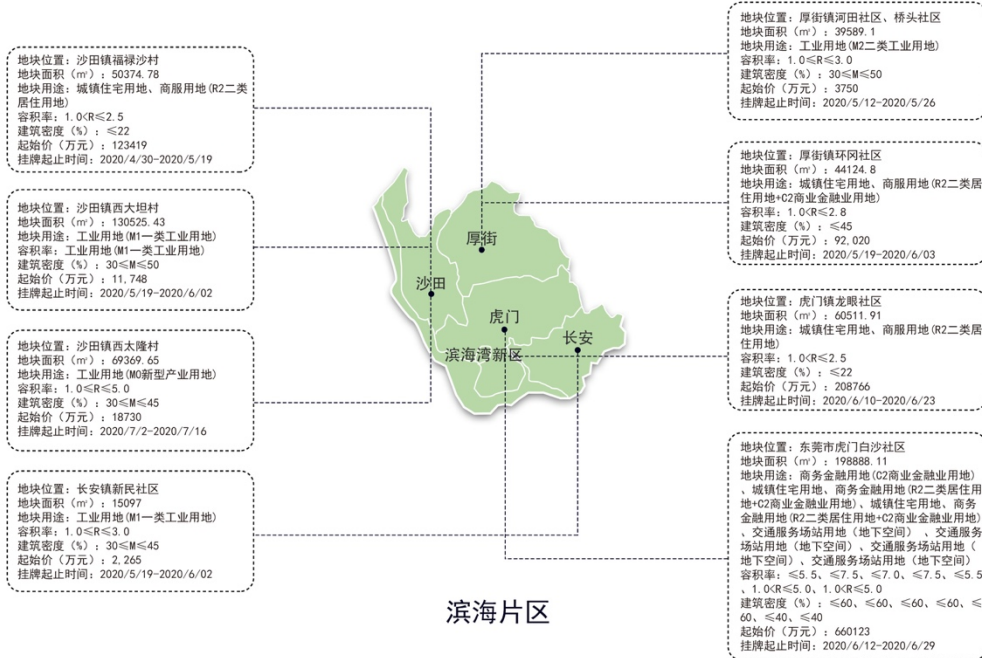 地块位置：沙田镇福禄沙村
地块面积（㎡）：50374.78
地块用途：城镇住宅用地、商服用地(R2二类
居住用地)
容积率：1.0<R≤2.5
建筑密度（%）：≤22
起始价（万元）：123419
挂牌起止时间：2020/4/30-2020/5/19
地块位置：沙田镇西大坦村
地块面积（㎡）：130525.43
地块用途：工业用地(M1一类工业用地)
容积率：工业用地(M1一类工业用地)
建筑密度（%）：30≤M≤50
起始价（万元）：11,748
挂牌起止时间：2020/5/19-2020/6/02
地块位置：沙田镇西太隆村
地块面积（㎡）：69369.65
地块用途：工业用地(M0新型产业用地)
容积率：1.0≤R≤5.0
建筑密度（%）：30≤M≤45
起始价（万元）：18730
挂牌起止时间：2020/7/2-2020/7/16
地块位置：长安镇新民社区
地块面积（㎡）：15097
地块用途：工业用地(M1一类工业用地)
容积率：1.0≤R≤3.0
建筑密度（%）：30≤M≤45
起始价（万元）：2,265
挂牌起止时间：2020/5/19-2020/6/02
厚街
沙田
虎门
长安
滨海湾新区
滨海片区
地块位置：厚街镇河田社区、桥头社区
地块面积（㎡）：39589.1
地块用途：工业用地(M2二类工业用地)
容积率：1.0≤R≤3.0
建筑密度（%）：30≤M≤50
起始价（万元）：3750
挂牌起止时间：2020/5/12-2020/5/26
地块位置：厚街镇环冈社区
地块面积（㎡）：44124.8
地块用途：城镇住宅用地、商服用地(R2二类居
住用地+C2商业金融业用地)
容积率：1.0<R≤2.8
建筑密度（%）：≤45
起始价（万元）：92,020
挂牌起止时间：2020/5/19-2020/6/03
地块位置：虎门镇龙眼社区
地块面积（㎡）：60511.91
地块用途：城镇住宅用地、商服用地(R2二类居
住用地)
容积率：1.0<R≤2.5
建筑密度（%）：≤22
起始价（万元）：208766
挂牌起止时间：2020/6/10-2020/6/23
地块位置：东莞市虎门白沙社区
地块面积（㎡）：198888.11
地块用途：商务金融用地(C2商业金融业用地)
、城镇住宅用地、商务金融用地(R2二类居住用
地+C2商业金融业用地)、城镇住宅用地、商务
金融用地(R2二类居住用地+C2商业金融业用地)
、交通服务场站用地（地下空间）、交通服务
场站用地（地下空间）、交通服务场站用地（
地下空间）、交通服务场站用地（地下空间）
容积率：≤5.5、≤7.5、≤7.0、≤7.5、≤5.5
、1.0<R≤5.0、1.0<R≤5.0
建筑密度（%）：≤60、≤60、≤60、≤60、≤
60、≤40、≤40
起始价（万元）：660123
挂牌起止时间：2020/6/12-2020/6/29